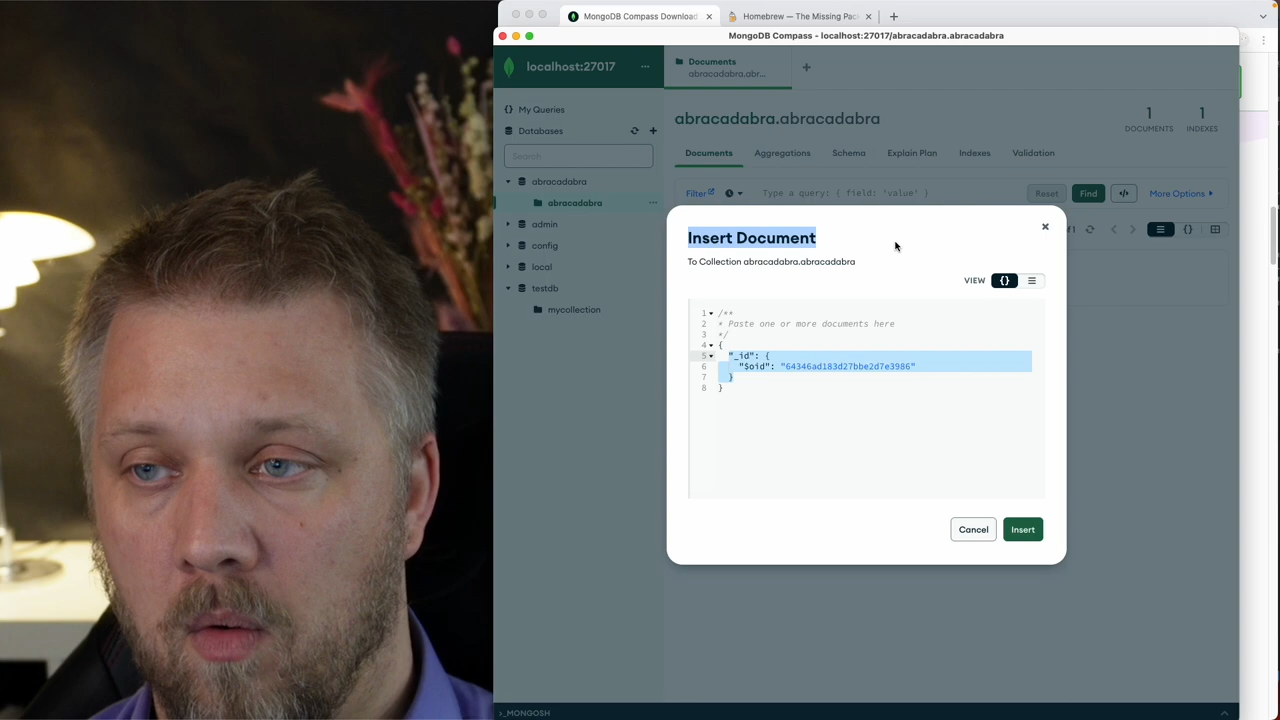 MongoDB Compass Download
Homebrew — The Missing Pac
MongoDB Compass - localhost:27017/abracadabra.abracadabra
localhost:27017
Documents
abracadabra.abr...
My Queries
Databases
Search
abracadabra
abracadabra
admin
config
local
testdb
mycollection
abracadabra.abracadabra
1
DOCUMENTS
1
INDEXES
Documents
Aggregations
Schema
Explain Plan
Indexes
Validation
Filter
Type a query: { field: 'value' }
Reset
Find
</>
More Options
Insert Document
To Collection abracadabra.abracadabra
VIEW
{}
1 /**
2 * Paste one or more documents here
3 */
4 {
5 "_id": {
6 "$oid": "64346ad183d27bbe2d7e3986"
7 }
8 }
Cancel
Insert
>_MONGOSH